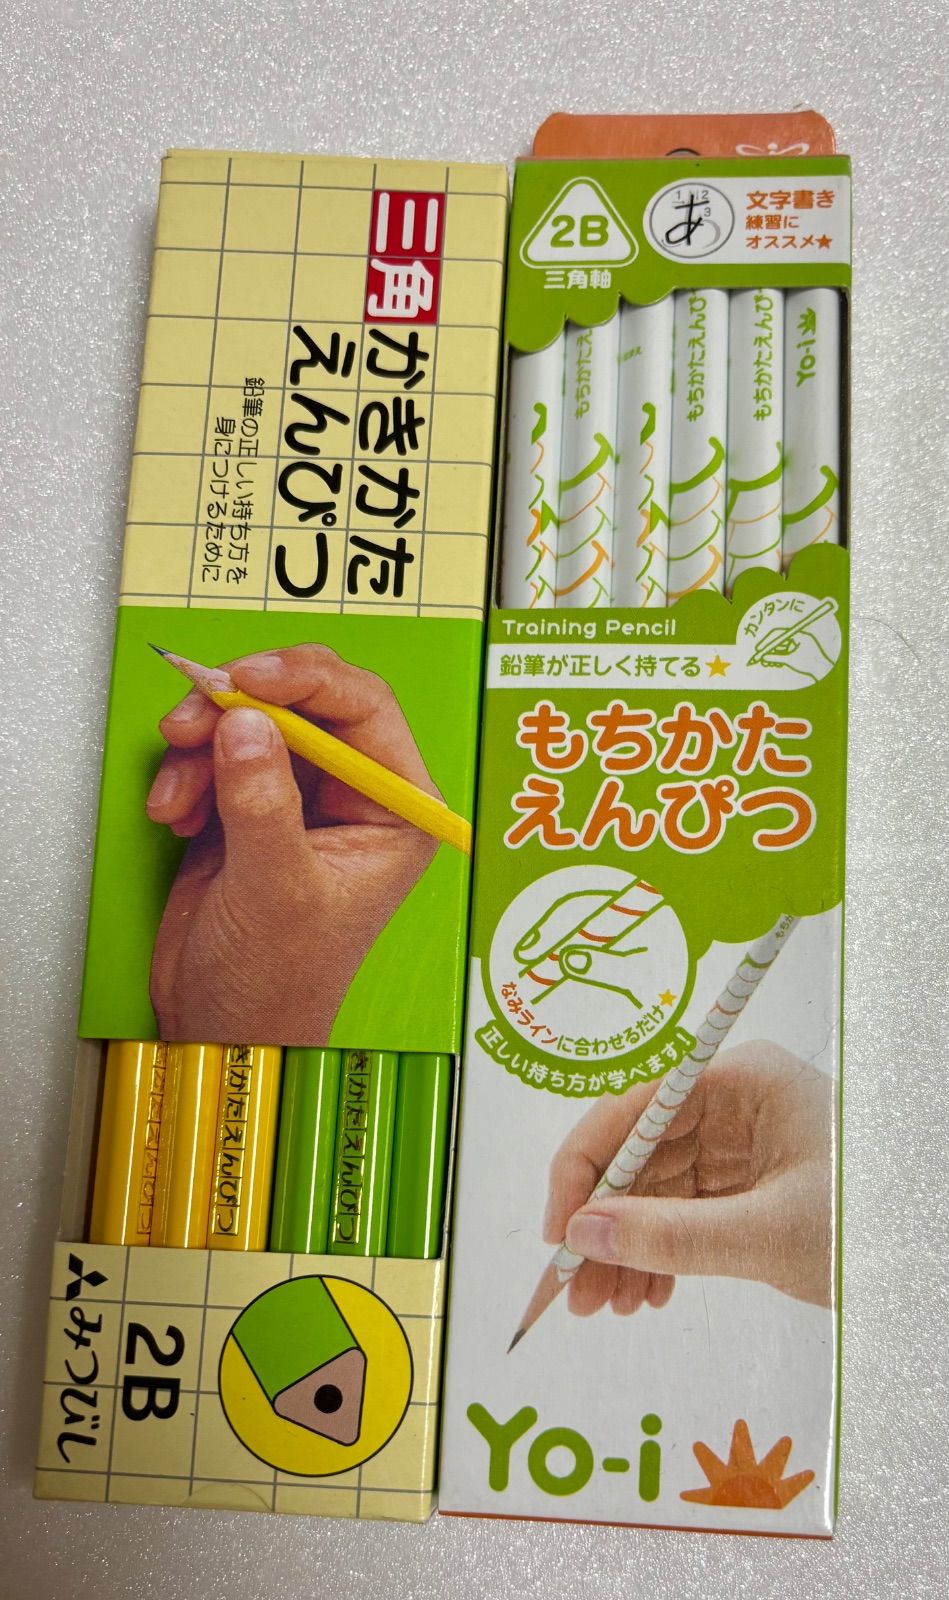 三角
かきかた
えんぴつ
鉛筆の正しい持ち方を
身につけるために
きかたえんぴつ
きかたえんぴつ
みつびし
2B
2B
三角軸
1 2
あ
3
文字書き
練習に
オススメ★
もちかたえ
もちかたえんぴ
もちかたえんぴ
Yo-i
Training Pencil
鉛筆が正しく持てる★
カンタンに
もちかた
えんぴつ
なみラインに合わせるだけ★
正しい持ち方が学べます!
もちか
Yo-i